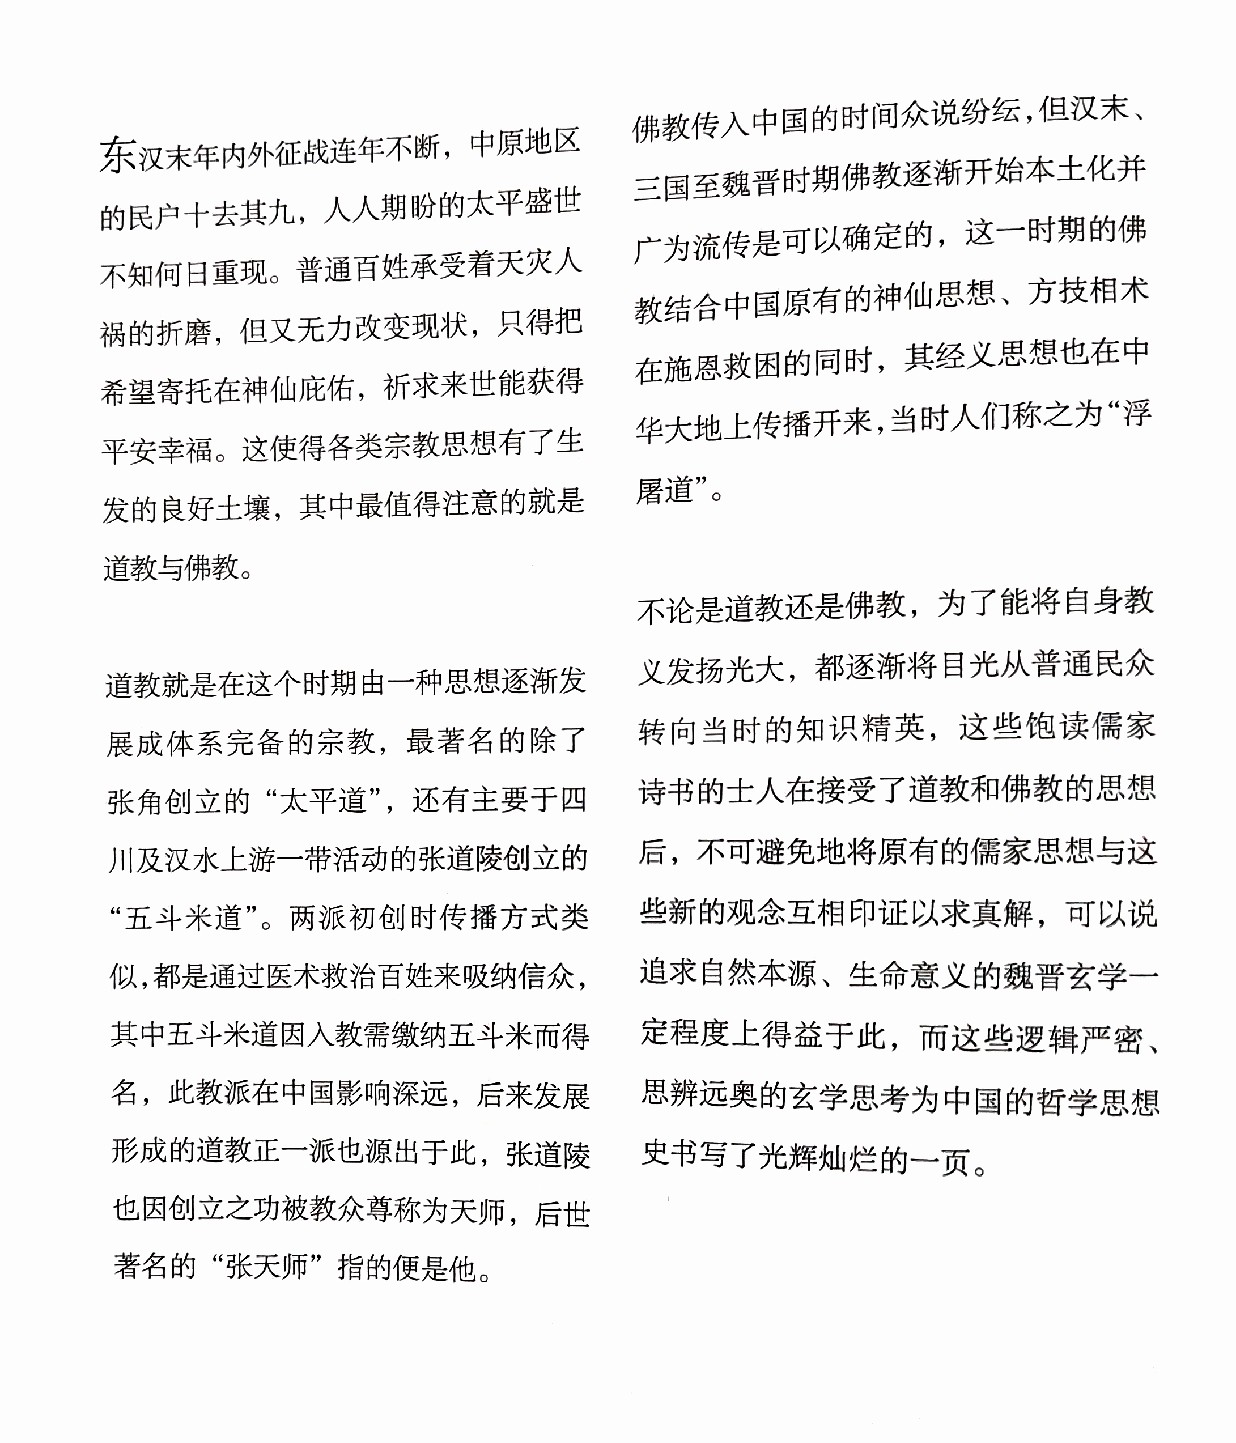 东汉末年内外征战连年不断，中原地区
的民户十去其九，人人期盼的太平盛世
不知何日重现。普通百姓承受着天灾人
祸的折磨，但又无力改变现状，只得把
希望寄托在神仙庇佑，祈求来世能获得
平安幸福。这使得各类宗教思想有了生
发的良好土壤，其中最值得注意的就是
道教与佛教。
道教就是在这个时期由一种思想逐渐发
展成体系完备的宗教，最著名的除了
张角创立的“太平道”，还有主要于四
川及汉水上游一带活动的张道陵创立的
“五斗米道”。两派初创时传播方式类
似，都是通过医术救治百姓来吸纳信众，
其中五斗米道因入教需缴纳五斗米而得
名，此教派在中国影响深远，后来发展
形成的道教正一派也源出于此，张道陵
也因创立之功被教众尊称为天师，后世
著名的“张天师”指的便是他。
佛教传入中国的时间众说纷纭，但汉末、
三国至魏晋时期佛教逐渐开始本土化并
广为流传是可以确定的，这一时期的佛
教结合中国原有的神仙思想、方技相术
在施恩救困的同时，其经义思想也在中
华大地上传播开来，当时人们称之为“浮
屠道”。
不论是道教还是佛教，为了能将自身教
义发扬光大，都逐渐将目光从普通民众
转向当时的知识精英，这些饱读儒家
诗书的士人在接受了道教和佛教的思想
后，不可避免地将原有的儒家思想与这
些新的观念互相印证以求真解，可以说
追求自然本源、生命意义的魏晋玄学一
定程度上得益于此，而这些逻辑严密、
思辨远奥的玄学思考为中国的哲学思想
史书写了光辉灿烂的一页。